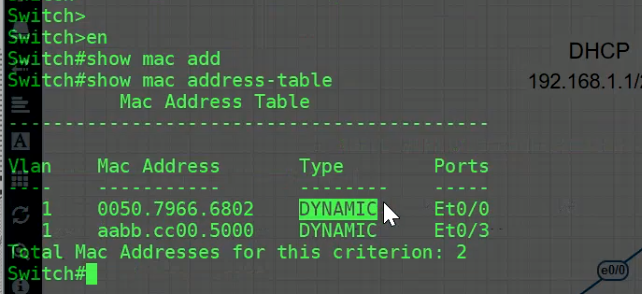 Switch>
Switch>en
Switch#show mac add
Switch#show mac address-table
Mac Address Table
-------------------------------------------
Vlan    Mac Address       Type        Ports
----    -----------       --------    -----
1    0050.7966.6802    DYNAMIC     Et0/0
1    aabb.cc00.5000    DYNAMIC     Et0/3
Total Mac Addresses for this criterion: 2
Switch#
DHCP
192.168.1.1/2
e0/0